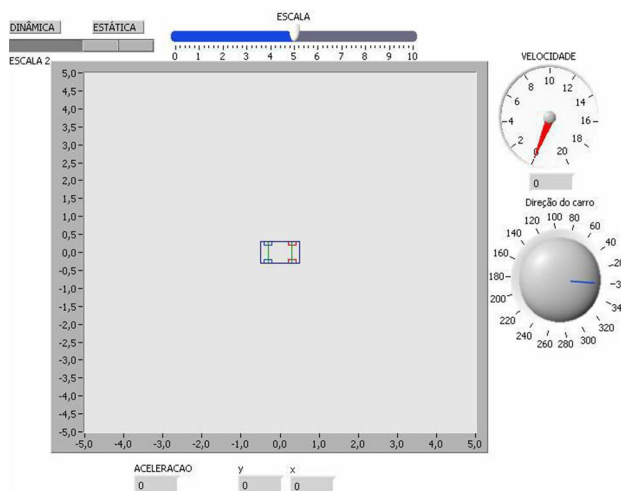 ESCALA
DINÂMICA ESTÁTICA
0 1 2 3 4 5 6 7 8 9 10
ESCALA 2
VELOCIDADE
0 2 4 6 8 10 12 14 16 18 20
0
Direção do carro
20 40 60 80 100 120 140 160 180 200 220 240 260 280 300 320
5,0
4,5
4,0
3,5
3,0
2,5
2,0
1,5
1,0
0,5
0,0
-0,5
-1,0
-1,5
-2,0
-2,5
-3,0
-3,5
-4,0
-4,5
-5,0
-5,0 -4,0 -3,0 -2,0 -1,0 0,0 1,0 2,0 3,0 4,0 5,0
ACELERACAO y x
0 0 0